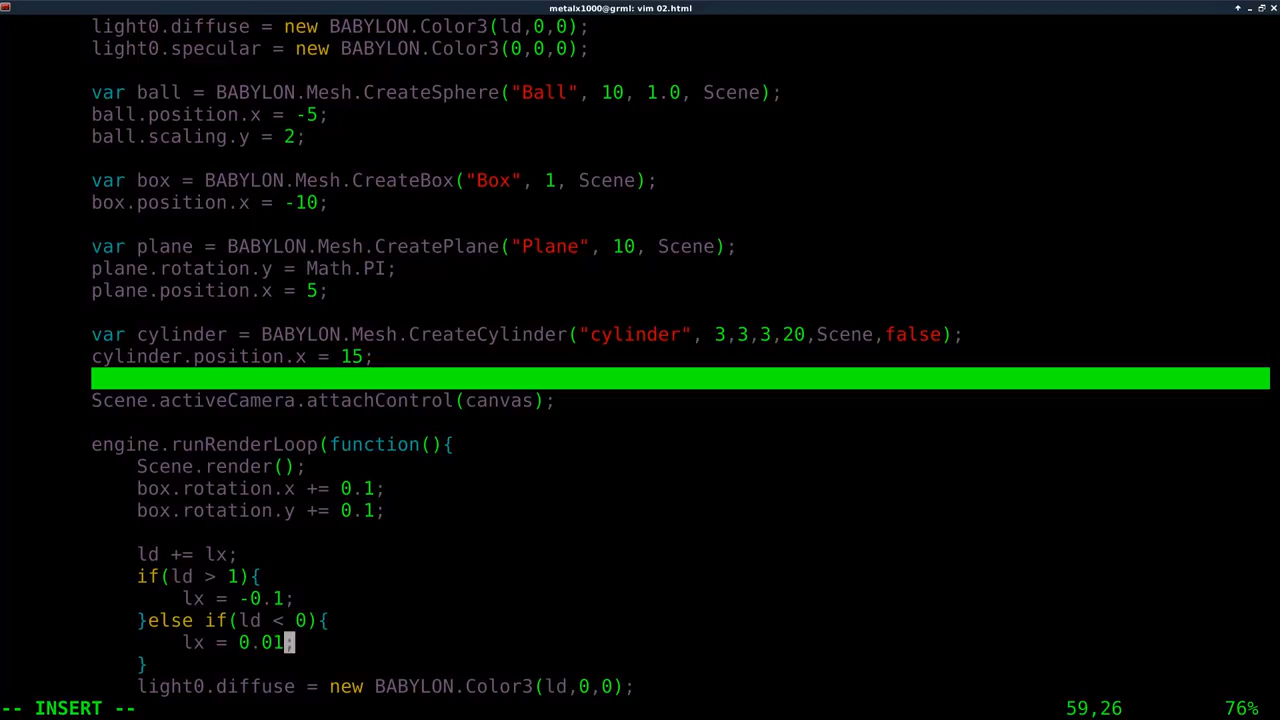 metalx1000@grml: vim 02.html
light0.diffuse = new BABYLON.Color3(ld,0,0);
light0.specular = new BABYLON.Color3(0,0,0);
var ball = BABYLON.Mesh.CreateSphere("Ball", 10, 1.0, Scene);
ball.position.x = -5;
ball.scaling.y = 2;
var box = BABYLON.Mesh.CreateBox("Box", 1, Scene);
box.position.x = -10;
var plane = BABYLON.Mesh.CreatePlane("Plane", 10, Scene);
plane.rotation.y = Math.PI;
plane.position.x = 5;
var cylinder = BABYLON.Mesh.CreateCylinder("cylinder", 3,3,3,20,Scene,false);
cylinder.position.x = 15;
Scene.activeCamera.attachControl(canvas);
engine.runRenderLoop(function(){
Scene.render();
box.rotation.x += 0.1;
box.rotation.y += 0.1;
ld += lx;
if(ld > 1){
lx = -0.1;
}else if(ld < 0){
lx = 0.01;
}
light0.diffuse = new BABYLON.Color3(ld,0,0);
-- INSERT -- 59,26 76%